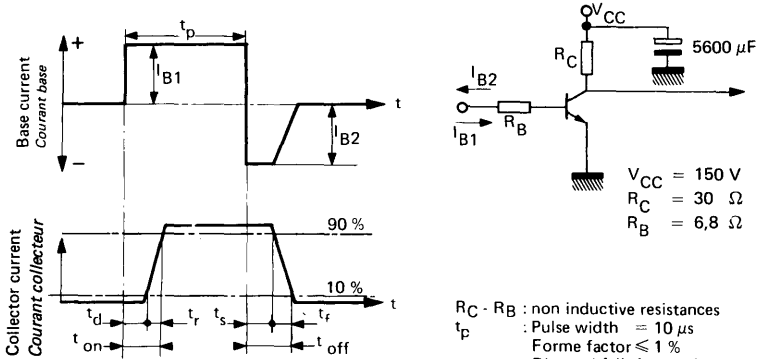 Base current
Courant base
+
t_p
I_B1
t
−
I_B2
Collector current
Courant collecteur
90 %
10 %
t
t_d
t_r
t_s
t_f
t_on
t_off
V_CC
R_C
5600 µF
I_B2
I_B1
R_B
V_CC = 150 V
R_C = 30 Ω
R_B = 6,8 Ω
R_C - R_B : non inductive resistances
t_p : Pulse width = 10 µs
Forme factor ⩽ 1 %